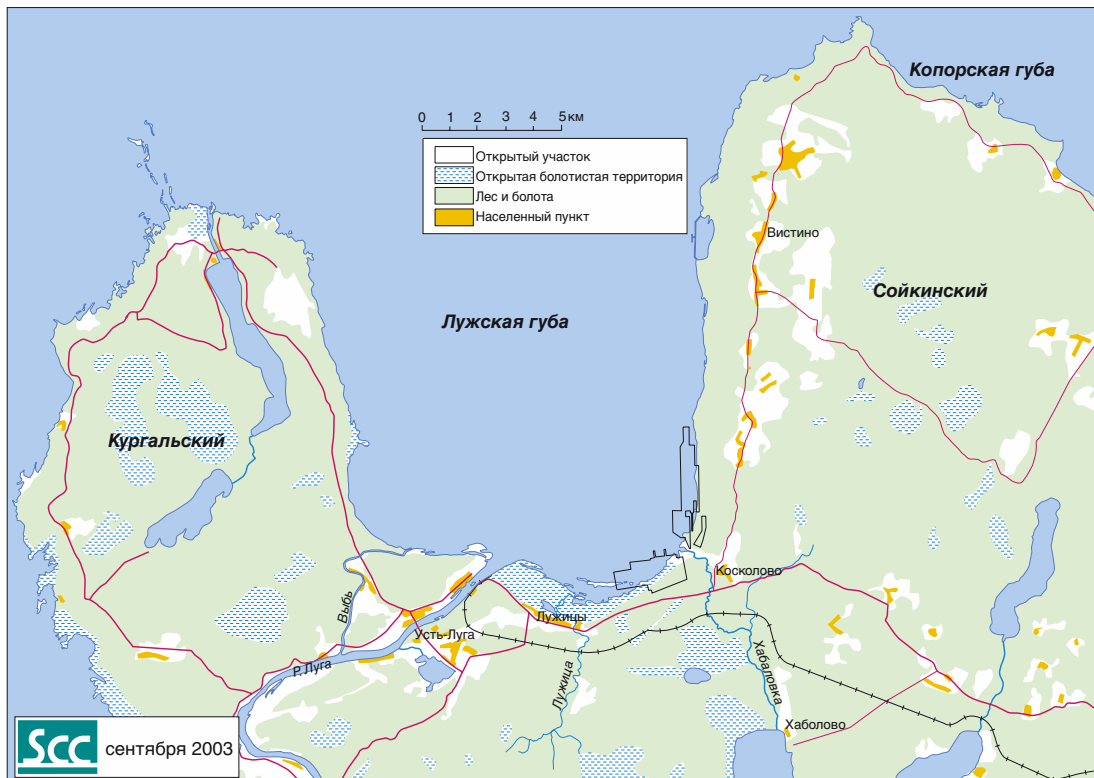 Копорская губа
0 1 2 3 4 5 км
Открытый участок
Открытая болотистая территория
Лес и болота
Населенный пункт
Вистино
Сойкинский
Лужская губа
Кургальский
Косколово
Выбь
Лужицы
Усть-Луга
Р. Луга
Лужица
Хабаловка
Хаболово
Scc сентября 2003